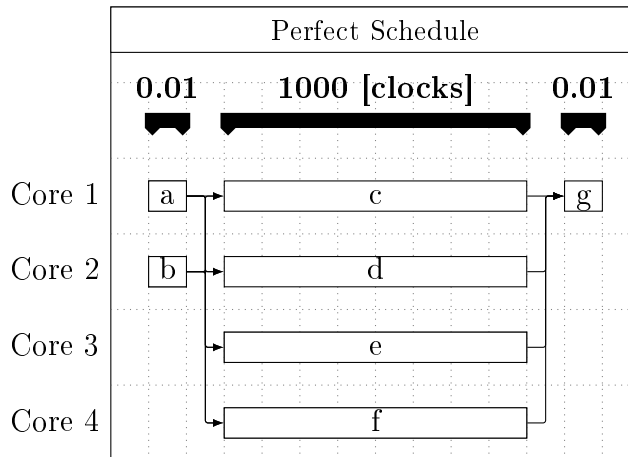 Perfect Schedule
0.01 1000 [clocks] 0.01
Core 1 a c g
Core 2 b d
Core 3 e
Core 4 f